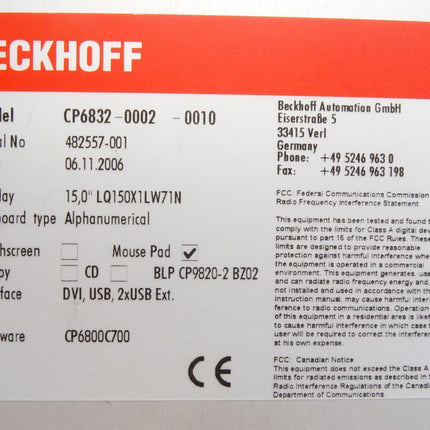 ECKHOFF
del CP6832-0002 -0010
al No 482557-001
06.11.2006
lay 15,0" LQ150X1LW71N
board type Alphanumerical
hscreen Mouse Pad ✓
py CD BLP CP9820-2 BZ02
face DVI, USB, 2xUSB Ext.
ware CP6800C700
CE
Beckhoff Automation GmbH
Eiserstraße 5
33415 Verl
Germany
Phone: +49 5246 963 0
Fax: +49 5246 963 198
FCC: Federal Communications Commission
Radio Frequency Interference Statement
This equipment has been tested and found t
comply with the limits for Class A digital devi
pursuant to part 15 of the FCC Rules. These
provide to provide reasonable
protection against harmful interference when
the equipment is operated in a commercial
environment. This equipment generates, use
and can radiate radio frequency energy and,
not installed and used in accordance with th
instruction manual, may cause harmful interf
ference to radio communications. Operation
of this equipment in a residential area is likely
to cause harmful interference in which case t
user will be required to correct the interferen
at his own expense.
FCC: Canadian Notice
This equipment does not exceed the Class A
limits for radiated emissions as described in t
Radio Interference Regulations of the Canadi
Department of Communications.